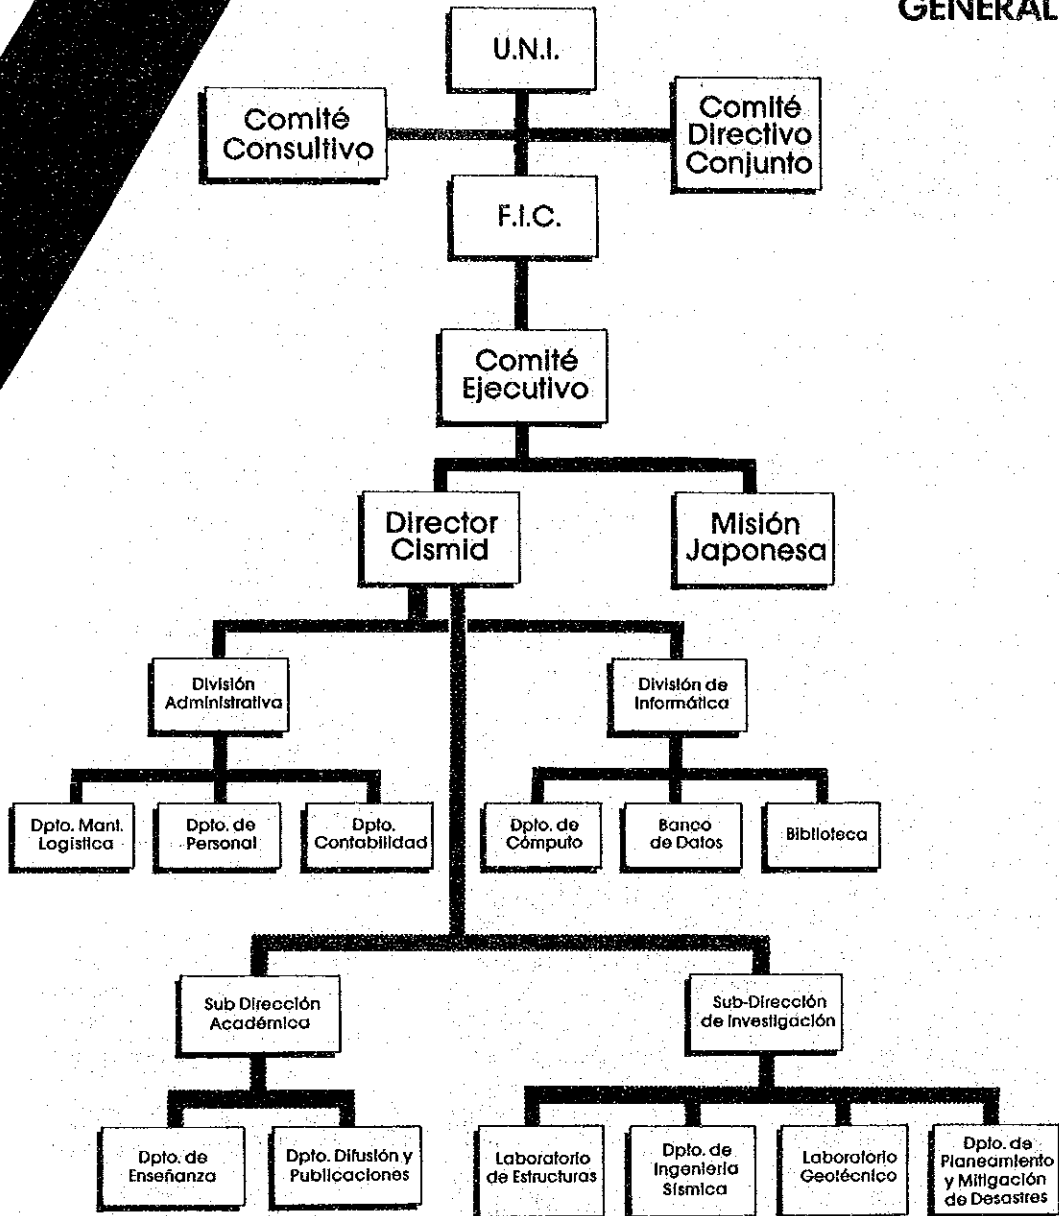 GENERAL
U.N.I.
Comité
Consultivo
Comité
Directivo
Conjunto
F.I.C.
Comité
Ejecutivo
Director
Cismid
Misión
Japonesa
División
Administrativa
División de
Informática
Dpto. Mant.
Logística
Dpto. de
Personal
Dpto.
Contabilidad
Dpto. de
Cómputo
Banco
de Datos
Biblioteca
Sub Dirección
Académica
Sub-Dirección
de Investigación
Dpto. de
Enseñanza
Dpto. Difusión y
Publicaciones
Laboratorio
de Estructuras
Dpto. de
Ingeniería
Sísmica
Laboratorio
Geotécnico
Dpto. de
Planeamiento
y Mitigación
de Desastres